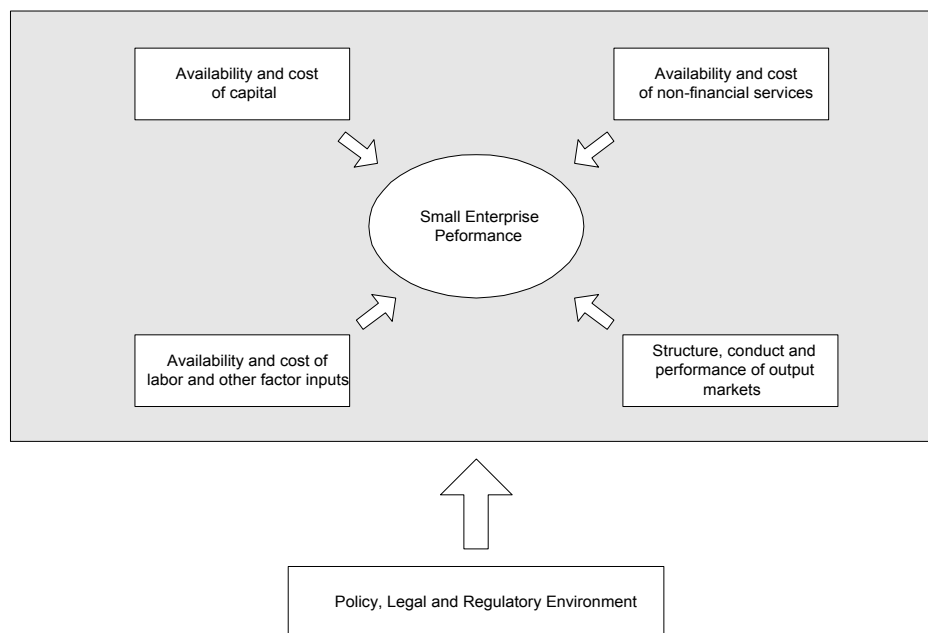 Availability and cost
of capital
Availability and cost
of non-financial services
Small Enterprise
Peformance
Availability and cost of
labor and other factor inputs
Structure, conduct and
performance of output
markets
Policy, Legal and Regulatory Environment